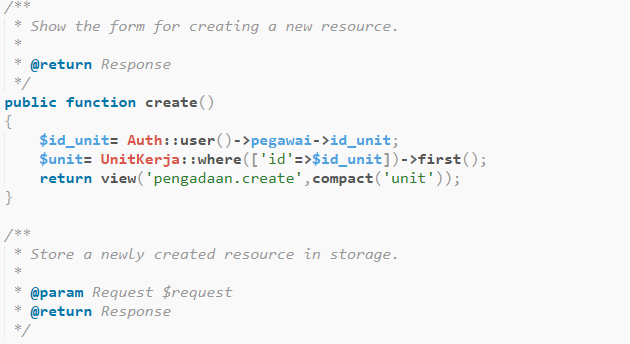 /**
 * Show the form for creating a new resource.
 *
 * @return Response
 */
public function create()
{
    $id_unit= Auth::user()->pegawai->id_unit;
    $unit= UnitKerja::where(['id'=>$id_unit])->first();
    return view('pengadaan.create',compact('unit'));
}

/**
 * Store a newly created resource in storage.
 *
 * @param Request $request
 * @return Response
 */